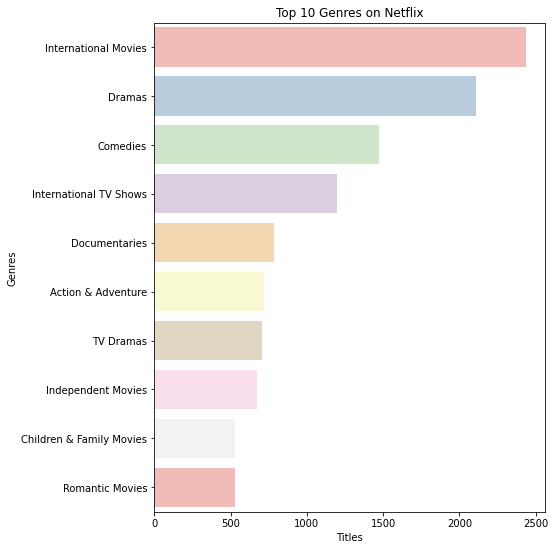 Top 10 Genres on Netflix
International Movies
Dramas
Comedies
International TV Shows
Documentaries
Action & Adventure
TV Dramas
Independent Movies
Children & Family Movies
Romantic Movies
Genres
0 500 1000 1500 2000 2500
Titles